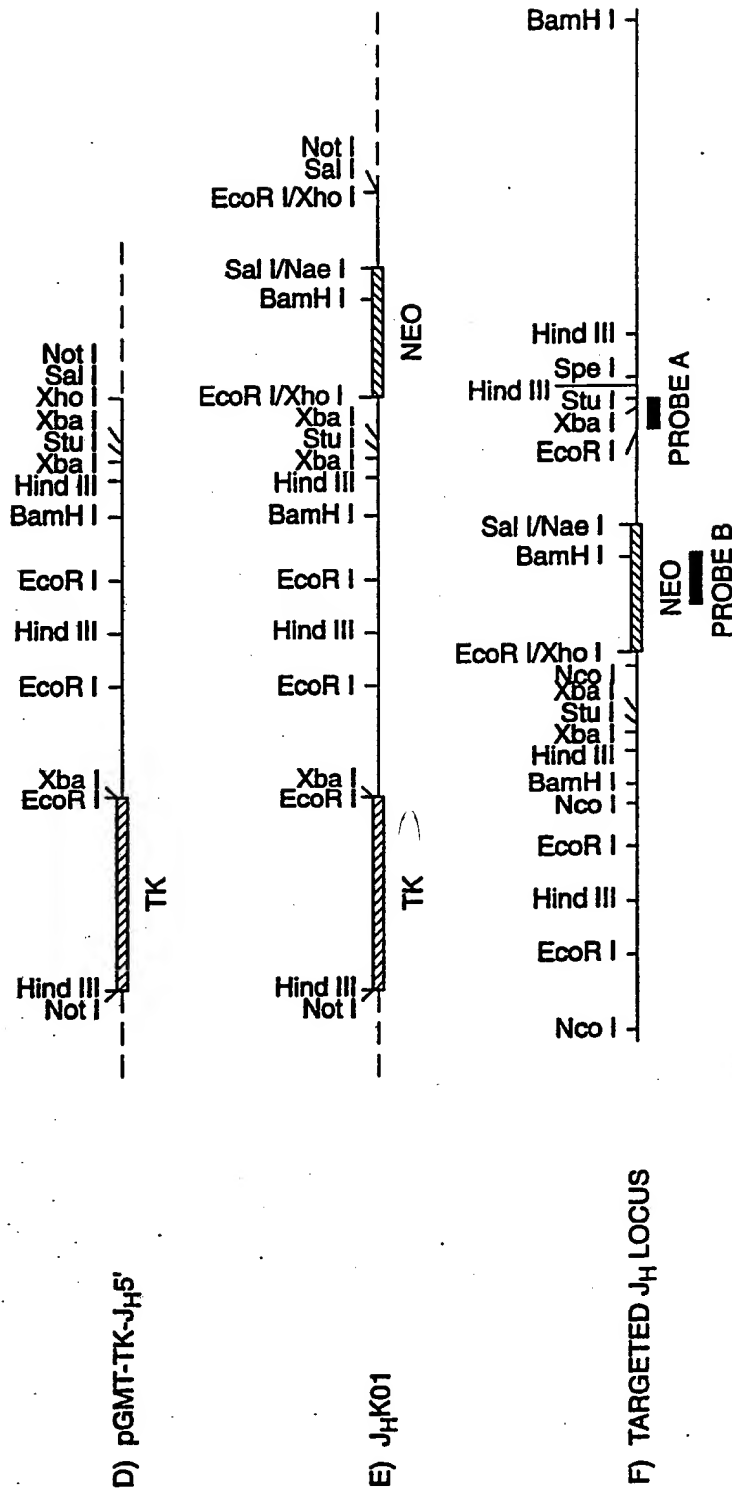 D) pGMT-TK-JH5'
Not I
Hind III
TK
EcoR I
Xba I
EcoR I
Hind III
EcoR I
BamH I
Hind III
Xba I
Stu I
Xba I
Xho I
Sal I
Not I
E) JHK01
Not I
Hind III
TK
EcoR I
Xba I
EcoR I
Hind III
EcoR I
BamH I
Hind III
Xba I
Stu I
Xba I
EcoR I/Xho I
NEO
BamH I
Sal I/Nae I
EcoR I/Xho I
Sal I
Not I
F) TARGETED JH LOCUS
Nco I
EcoR I
Hind III
EcoR I
Nco I
BamH I
Hind III
Xba I
Stu I
Xba I
Nco I
EcoR I/Xho I
NEO
PROBE B
BamH I
Sal I/Nae I
EcoR I
Xba I
Stu I
Hind III
PROBE A
Spe I
Hind III
BamH I